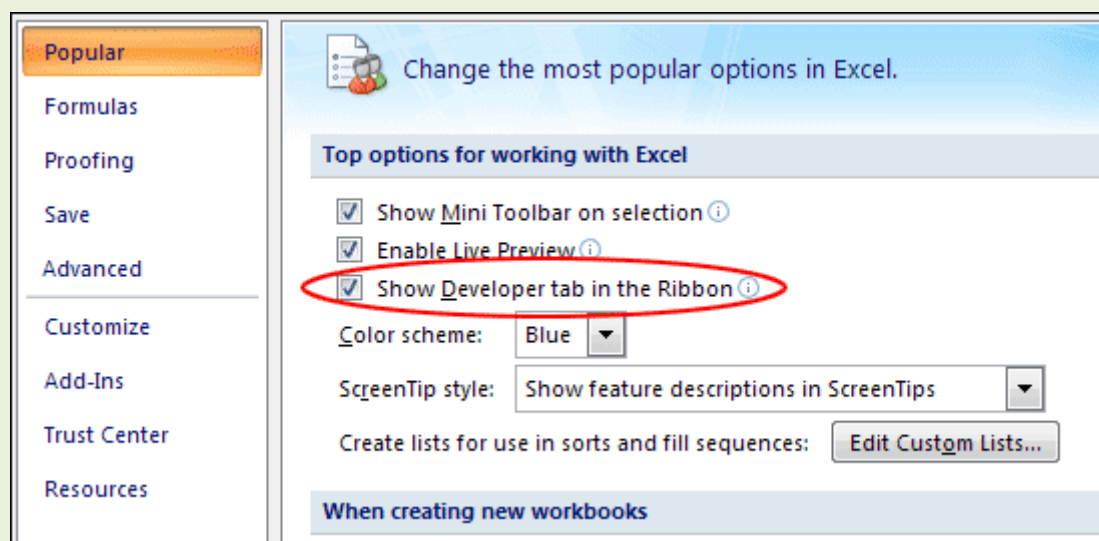 Popular
Formulas
Proofing
Save
Advanced
Customize
Add-Ins
Trust Center
Resources
Change the most popular options in Excel.
Top options for working with Excel
Show Mini Toolbar on selection
Enable Live Preview
Show Developer tab in the Ribbon
Color scheme: Blue
ScreenTip style: Show feature descriptions in ScreenTips
Create lists for use in sorts and fill sequences: Edit Custom Lists...
When creating new workbooks